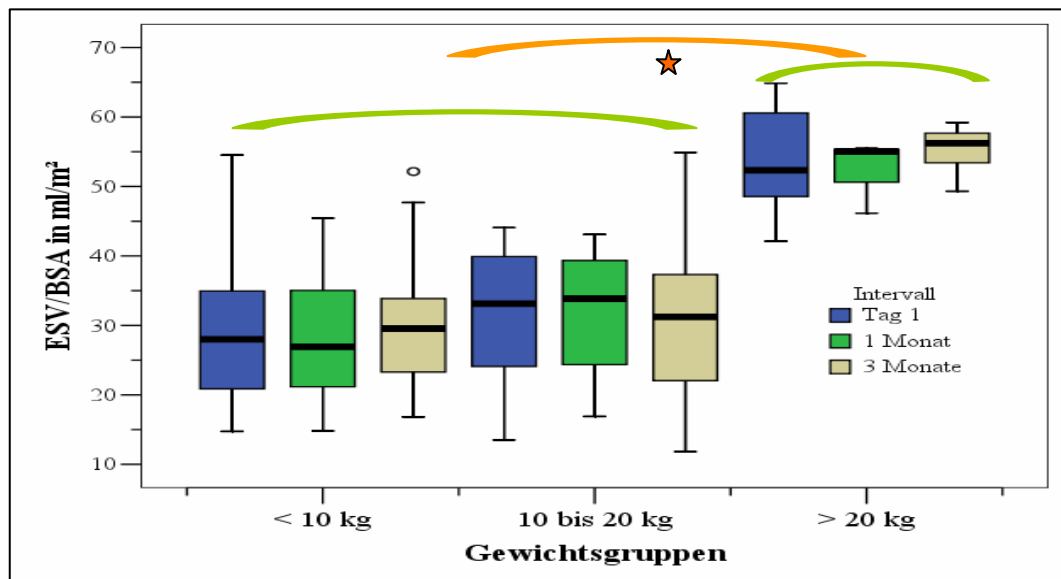 ESV/BSA in ml/m²
70
60
50
40
30
20
10
Intervall
Tag 1
1 Monat
3 Monate
< 10 kg
10 bis 20 kg
> 20 kg
Gewichtsgruppen